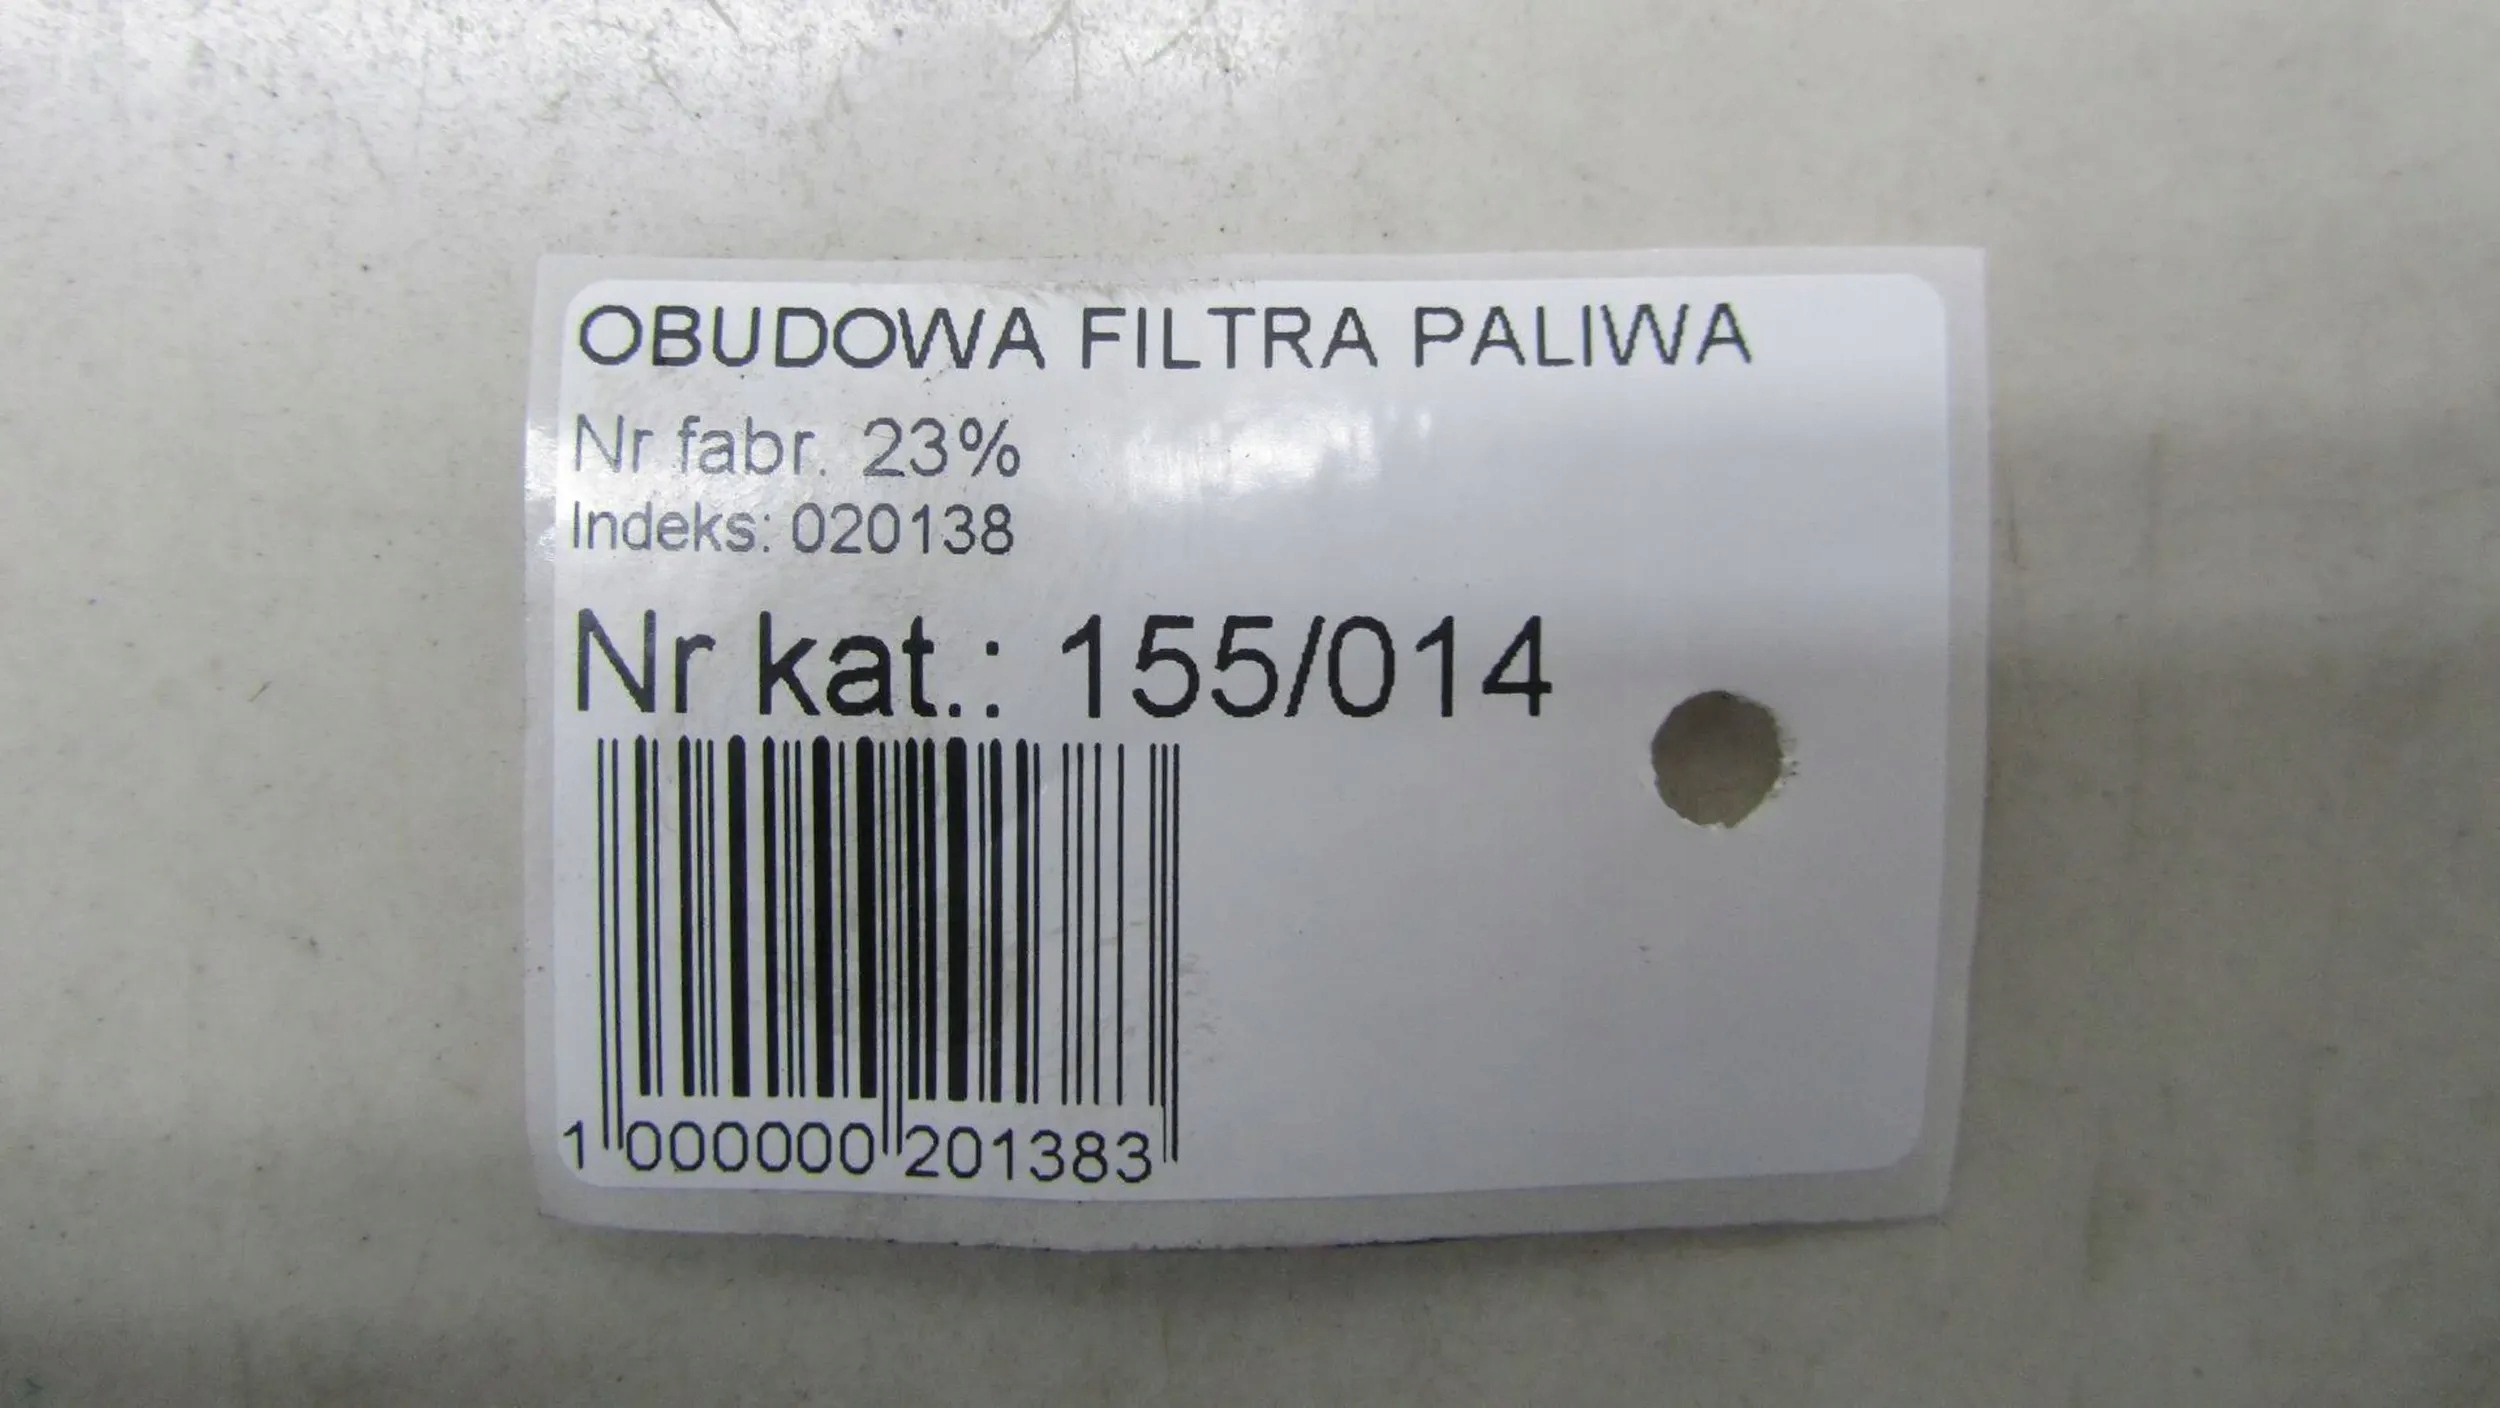 OBUDOWA FILTRA PALIWA
Nr fabr. 23%
Indeks: 020138
Nr kat.: 155/014
1 000000 201383